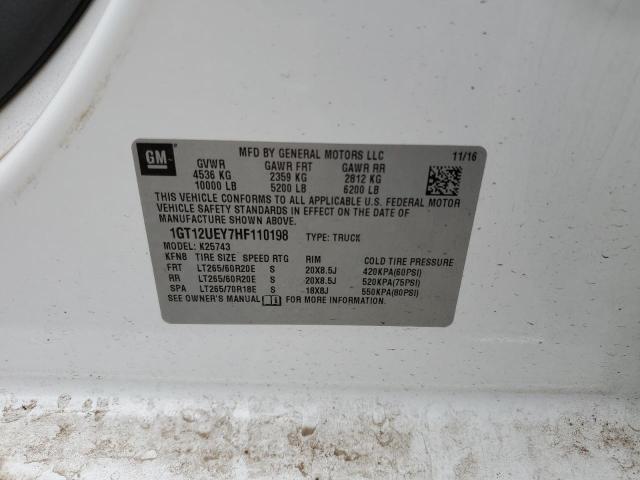 GM
MFD BY GENERAL MOTORS LLC 11/16
GVWR GAWR FRT GAWR RR
4536 KG 2359 KG 2812 KG
10000 LB 5200 LB 6200 LB
THIS VEHICLE CONFORMS TO ALL APPLICABLE U.S. FEDERAL MOTOR
VEHICLE SAFETY STANDARDS IN EFFECT ON THE DATE OF
MANUFACTURE SHOWN ABOVE.
1GT12UEY7HF110198 TYPE: TRUCK
MODEL: K25743
KFNB TIRE SIZE SPEED RTG RIM COLD TIRE PRESSURE
FRT LT265/60R20E S 20X8.5J 420KPA(60PSI)
RR LT265/60R20E S 20X8.5J 520KPA(75PSI)
SPA LT265/70R18E S 18X8J 550KPA(80PSI)
SEE OWNER'S MANUAL FOR MORE INFORMATION.